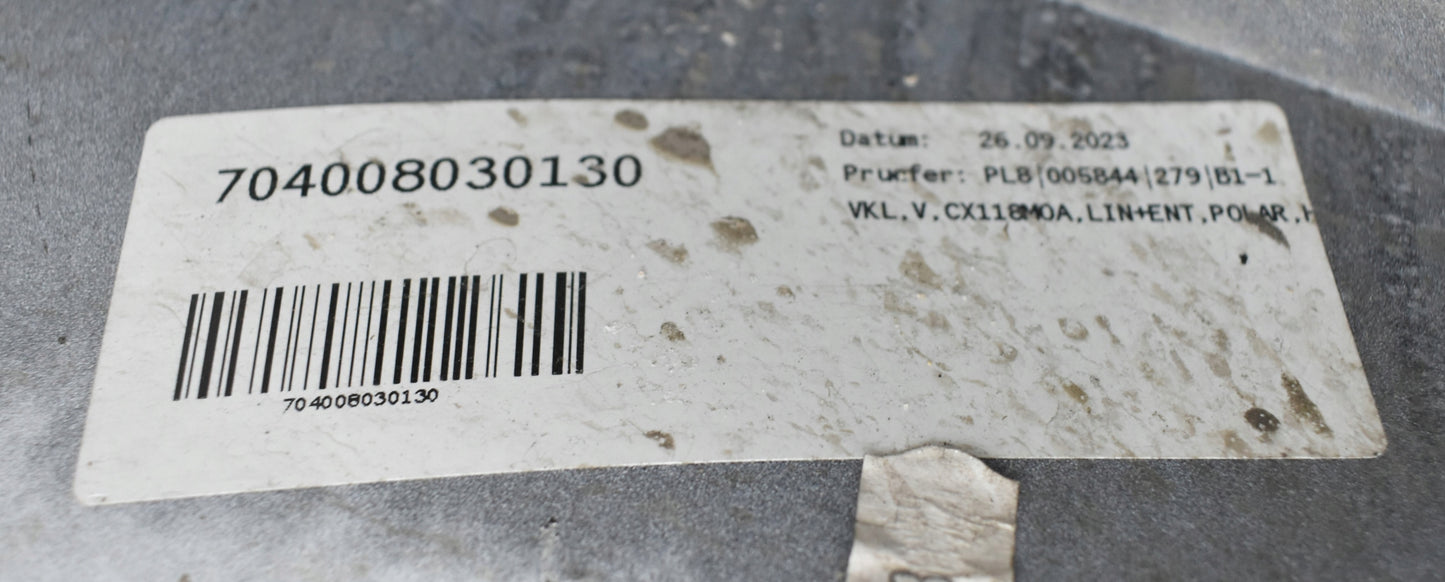 704008030130
Datum: 26.09.2023
Pruefer: PL8|005844|279|B1-1
VKL.V.CX118MOA.LIN+ENT.POLAR.H
704008030130